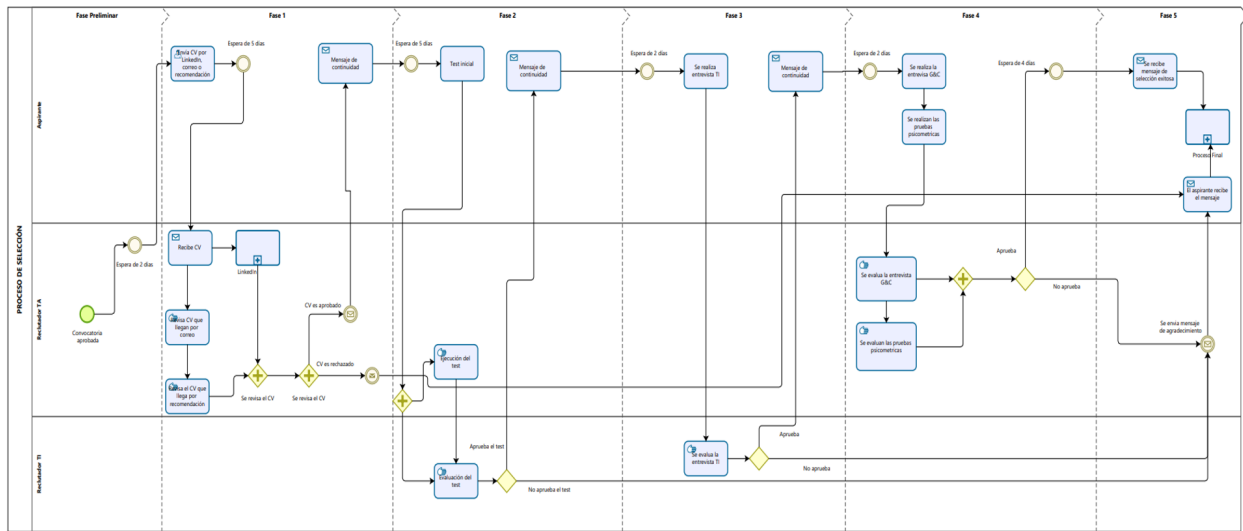 Fase Preliminar
Fase 1
Fase 2
Fase 3
Fase 4
Fase 5
PROCESO DE SELECCIÓN
Aspirante
Envia CV por
LinkedIn,
correo o
recomendación
Espera de 5 días
Mensaje de
continuidad
Espera de 5 días
Test inicial
Mensaje de
continuidad
Espera de 2 días
Se realiza
entrevista TI
Mensaje de
continuidad
Espera de 2 días
Se realiza la
entrevisa G&C
Se realizan las
pruebas
psicometricas
Espera de 4 días
Se recibe
mensaje de
selección exitosa
Proceso Final
El aspirante recibe
el mensaje
Reclutador TA
Convocatoria
aprobada
Espera de 2 días
Recibe CV
LinkedIn
Revisa CV que
llegan por
correo
Revisa el CV que
llega por
recomendación
Se revisa el CV
Se revisa el CV
CV es aprobado
CV es rechazado
Ejecución del
test
Se evalua la entrevista
G&C
Se evaluan las pruebas
psicometricas
Aprueba
No aprueba
Se envia mensaje
de agradecimiento
Reclutador TI
Aprueba el test
Evaluación del
test
No aprueba el test
Se evalua la
entrevista TI
Aprueba
No aprueba